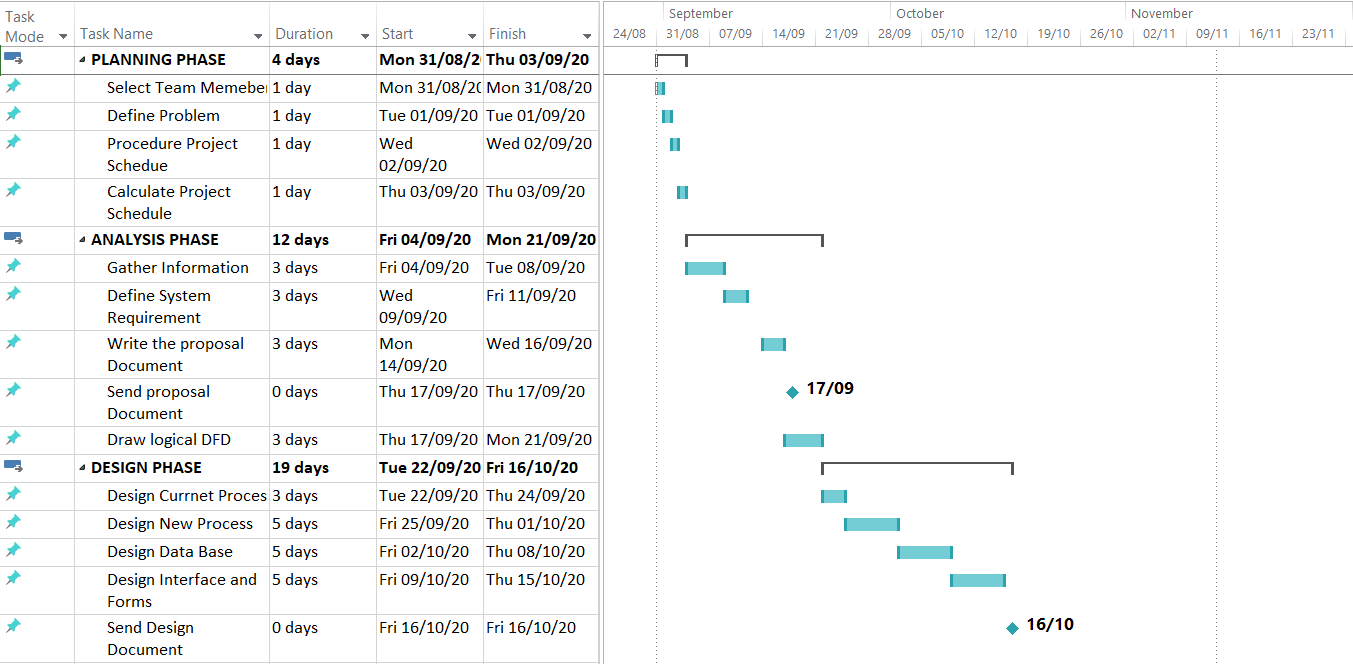 Task Mode Task Name Duration Start Finish
September October November
24/08 31/08 07/09 14/09 21/09 28/09 05/10 12/10 19/10 26/10 02/11 09/11 16/11 23/11
PLANNING PHASE 4 days Mon 31/08/20 Thu 03/09/20
Select Team Memeber 1 day Mon 31/08/20 Mon 31/08/20
Define Problem 1 day Tue 01/09/20 Tue 01/09/20
Procedure Project Schedue 1 day Wed 02/09/20 Wed 02/09/20
Calculate Project Schedule 1 day Thu 03/09/20 Thu 03/09/20
ANALYSIS PHASE 12 days Fri 04/09/20 Mon 21/09/20
Gather Information 3 days Fri 04/09/20 Tue 08/09/20
Define System Requirement 3 days Wed 09/09/20 Fri 11/09/20
Write the proposal Document 3 days Mon 14/09/20 Wed 16/09/20
Send proposal Document 0 days Thu 17/09/20 Thu 17/09/20 17/09
Draw logical DFD 3 days Thu 17/09/20 Mon 21/09/20
DESIGN PHASE 19 days Tue 22/09/20 Fri 16/10/20
Design Currnet Proces 3 days Tue 22/09/20 Thu 24/09/20
Design New Process 5 days Fri 25/09/20 Thu 01/10/20
Design Data Base 5 days Fri 02/10/20 Thu 08/10/20
Design Interface and Forms 5 days Fri 09/10/20 Thu 15/10/20
Send Design Document 0 days Fri 16/10/20 Fri 16/10/20 16/10